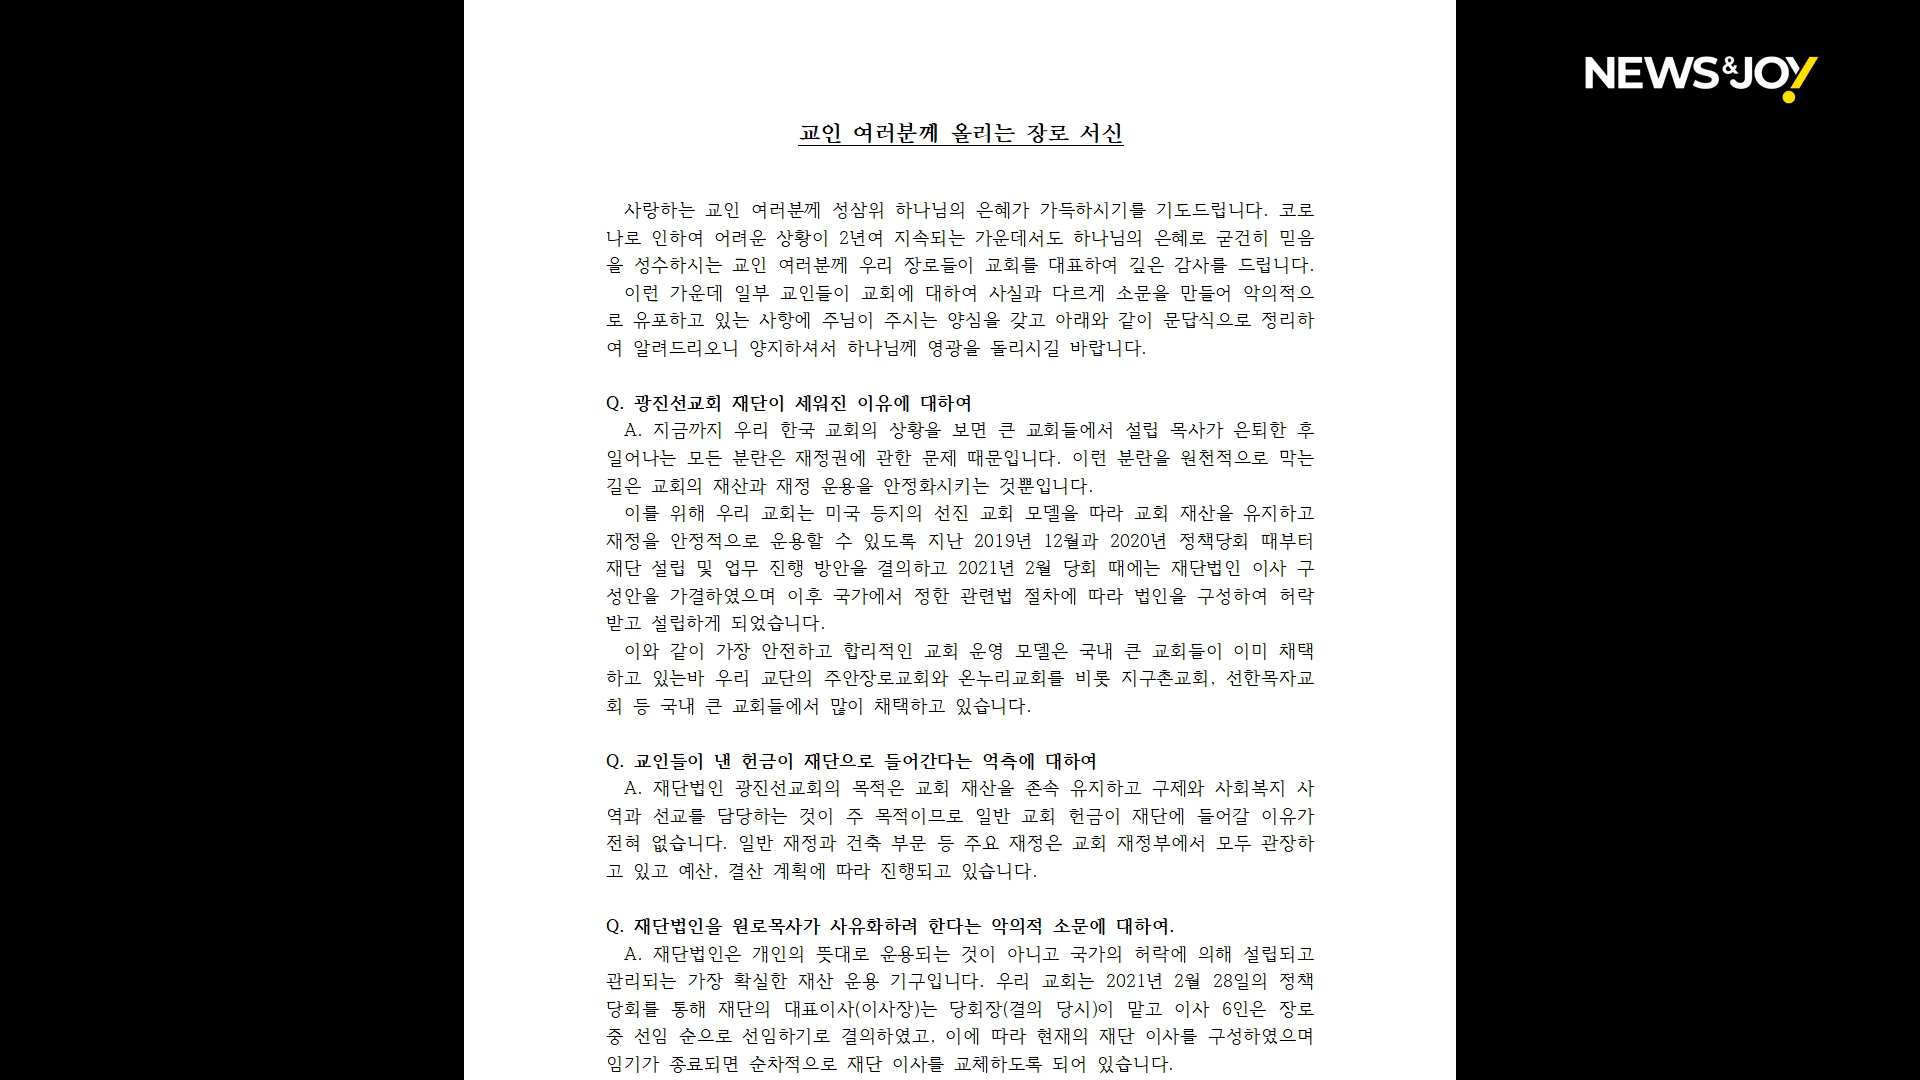 NEWS&JOY!
교인 여러분께 올리는 장로 서신
사랑하는 교인 여러분께 성삼위 하나님의 은혜가 가득하시기를 기도드립니다. 코로
나로 인하여 어려운 상황이 2년여 지속되는 가운데서도 하나님의 은혜로 굳건히 믿음
을 성수하시는 교인 여러분께 우리 장로들이 교회를 대표하여 깊은 감사를 드립니다.
이런 가운데 일부 교인들이 교회에 대하여 사실과 다르게 소문을 만들어 악의적으
로 유포하고 있는 사항에 주님이 주시는 양심을 갖고 아래와 같이 문답식으로 정리하
여 알려드리오니 양지하셔서 하나님께 영광을 돌리시길 바랍니다.
Q. 광진선교회 재단이 세워진 이유에 대하여
A. 지금까지 우리 한국 교회의 상황을 보면 큰 교회들에서 설립 목사가 은퇴한 후
일어나는 모든 분란은 재정권에 관한 문제 때문입니다. 이런 분란을 원천적으로 막는
길은 교회의 재산과 재정 운용을 안정화시키는 것뿐입니다.
이를 위해 우리 교회는 미국 등지의 선진 교회 모델을 따라 교회 재산을 유지하고
재정을 안정적으로 운용할 수 있도록 지난 2019년 12월과 2020년 정책당회 때부터
재단 설립 및 업무 진행 방안을 결의하고 2021년 2월 당회 때에는 재단법인 이사 구
성안을 가결하였으며 이후 국가에서 정한 관련법 절차에 따라 법인을 구성하여 허락
받고 설립하게 되었습니다.
이와 같이 가장 안전하고 합리적인 교회 운영 모델은 국내 큰 교회들이 이미 채택
하고 있는바 우리 교단의 주안장로교회와 온누리교회를 비롯 지구촌교회, 선한목자교
회 등 국내 큰 교회들에서 많이 채택하고 있습니다.
Q. 교인들이 낸 헌금이 재단으로 들어간다는 억측에 대하여
A. 재단법인 광진선교회의 목적은 교회 재산을 존속 유지하고 구제와 사회복지 사
역과 선교를 담당하는 것이 주 목적이므로 일반 교회 헌금이 재단에 들어갈 이유가
전혀 없습니다. 일반 재정과 건축 부문 등 주요 재정은 교회 재정부에서 모두 관장하
고 있고 예산, 결산 계획에 따라 진행되고 있습니다.
Q. 재단법인을 원로목사가 사유화하려 한다는 악의적 소문에 대하여.
A. 재단법인은 개인의 뜻대로 운용되는 것이 아니고 국가의 허락에 의해 설립되고
관리되는 가장 확실한 재산 운용 기구입니다. 우리 교회는 2021년 2월 28일의 정책
당회를 통해 재단의 대표이사(이사장)는 당회장(결의 당시)이 맡고 이사 6인은 장로
중 선임 순으로 선임하기로 결의하였고, 이에 따라 현재의 재단 이사를 구성하였으며
임기가 종료되면 순차적으로 재단 이사를 교체하도록 되어 있습니다.